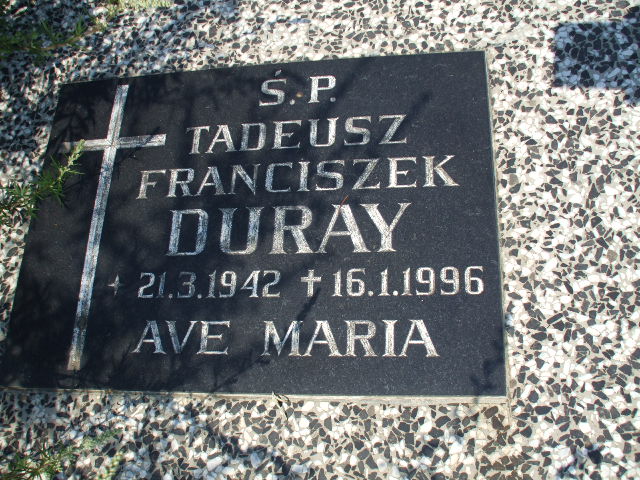 Ś.P.
TADEUSZ
FRANCISZEK
DURAY
+ 21.3.1942 + 16.1.1996
AVE MARIA